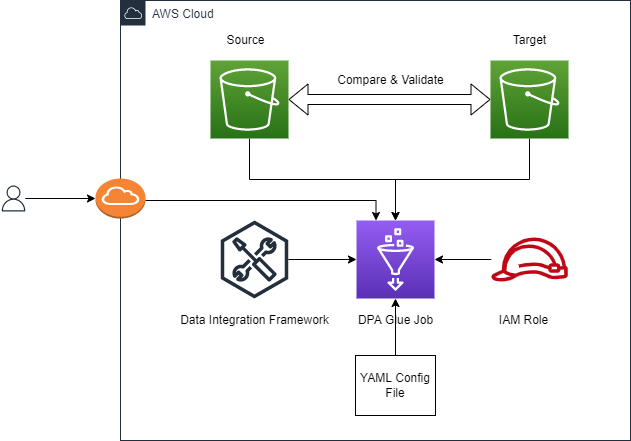 AWS Cloud
Source
Target
Compare & Validate
Data Integration Framework
DPA Glue Job
IAM Role
YAML Config
File